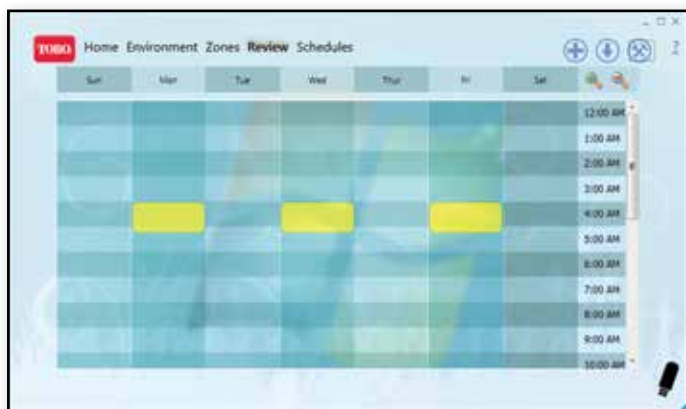 TORO Home Environment Zones Review Schedules
?
Sun Mon Tue Wed Thur Fri Sat
12:00 AM
1:00 AM
2:00 AM
3:00 AM
4:00 AM
5:00 AM
6:00 AM
7:00 AM
8:00 AM
9:00 AM
10:00 AM